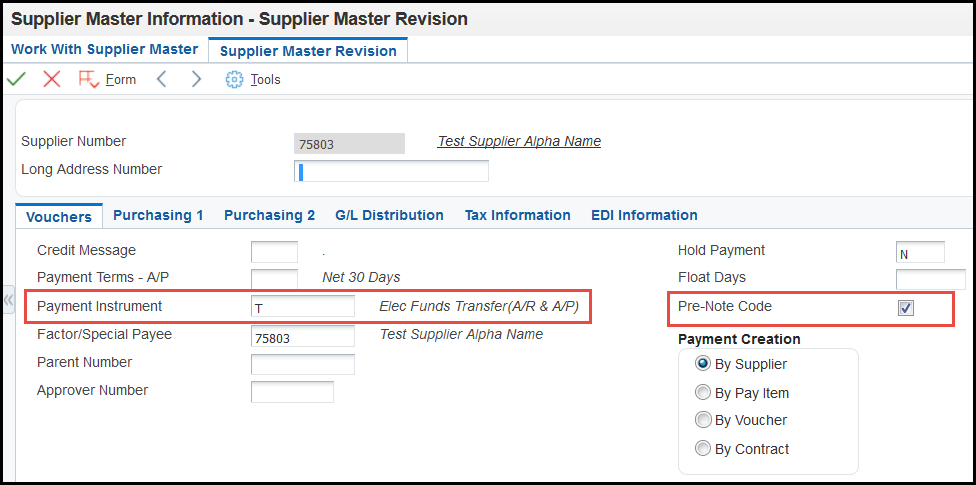 Supplier Master Information - Supplier Master Revision
Work With Supplier Master Supplier Master Revision
Form Tools
Supplier Number 75803 Test Supplier Alpha Name
Long Address Number
Vouchers Purchasing 1 Purchasing 2 G/L Distribution Tax Information EDI Information
Credit Message . Hold Payment N
Payment Terms - A/P Net 30 Days Float Days
Payment Instrument T Elec Funds Transfer(A/R & A/P) Pre-Note Code
Factor/Special Payee 75803 Test Supplier Alpha Name Payment Creation
Parent Number By Supplier
Approver Number By Pay Item
By Voucher
By Contract